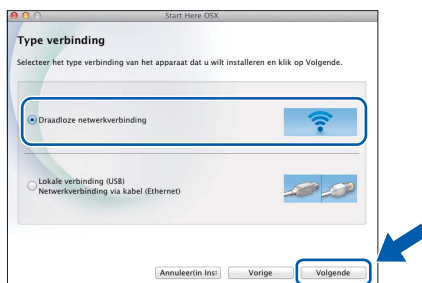 Start Here OSX
Type verbinding
Selecteer het type verbinding van het apparaat dat u wilt installeren en klik op Volgende.
Draadloze netwerkverbinding
Lokale verbinding (USB)
Netwerkverbinding via kabel (Ethernet)
Annuleer(in Inst
Vorige
Volgende